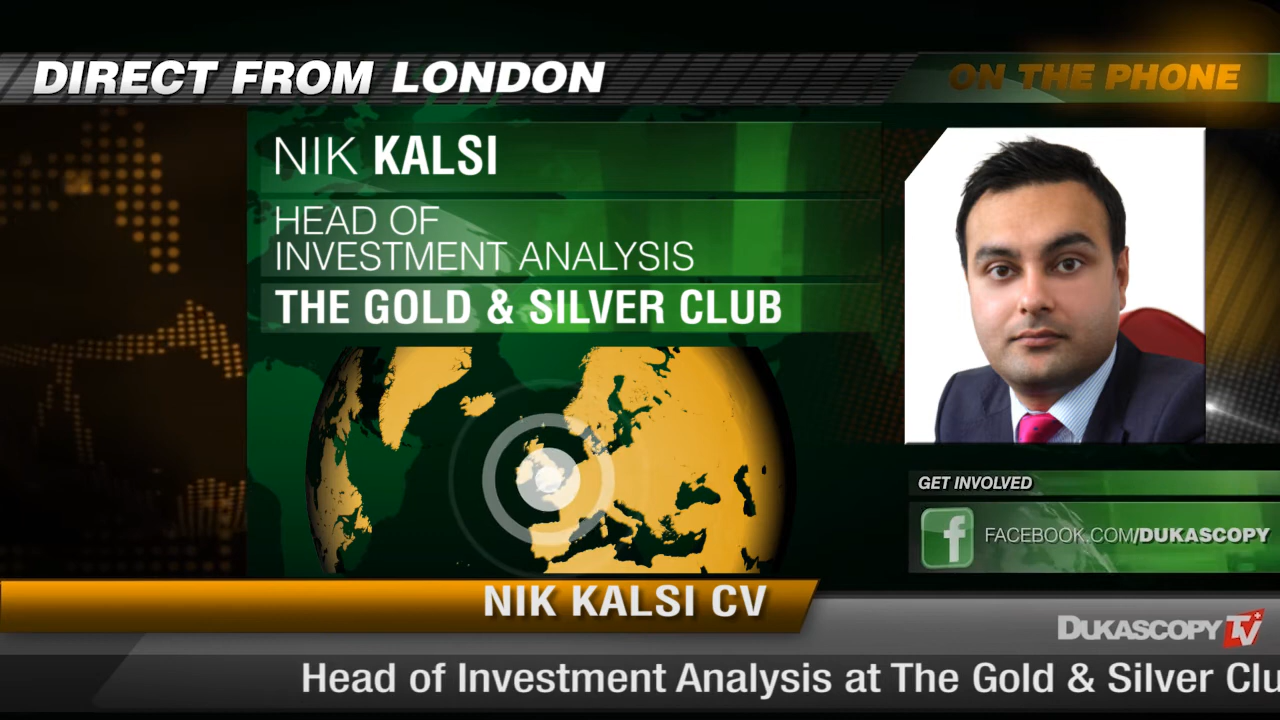 DIRECT FROM LONDON
ON THE PHONE
NIK KALSI
HEAD OF
INVESTMENT ANALYSIS
THE GOLD & SILVER CLUB
GET INVOLVED
f FACEBOOK.COM/DUKASCOPY
NIK KALSI CV
DUKASCOPY TV
Head of Investment Analysis at The Gold & Silver Clu